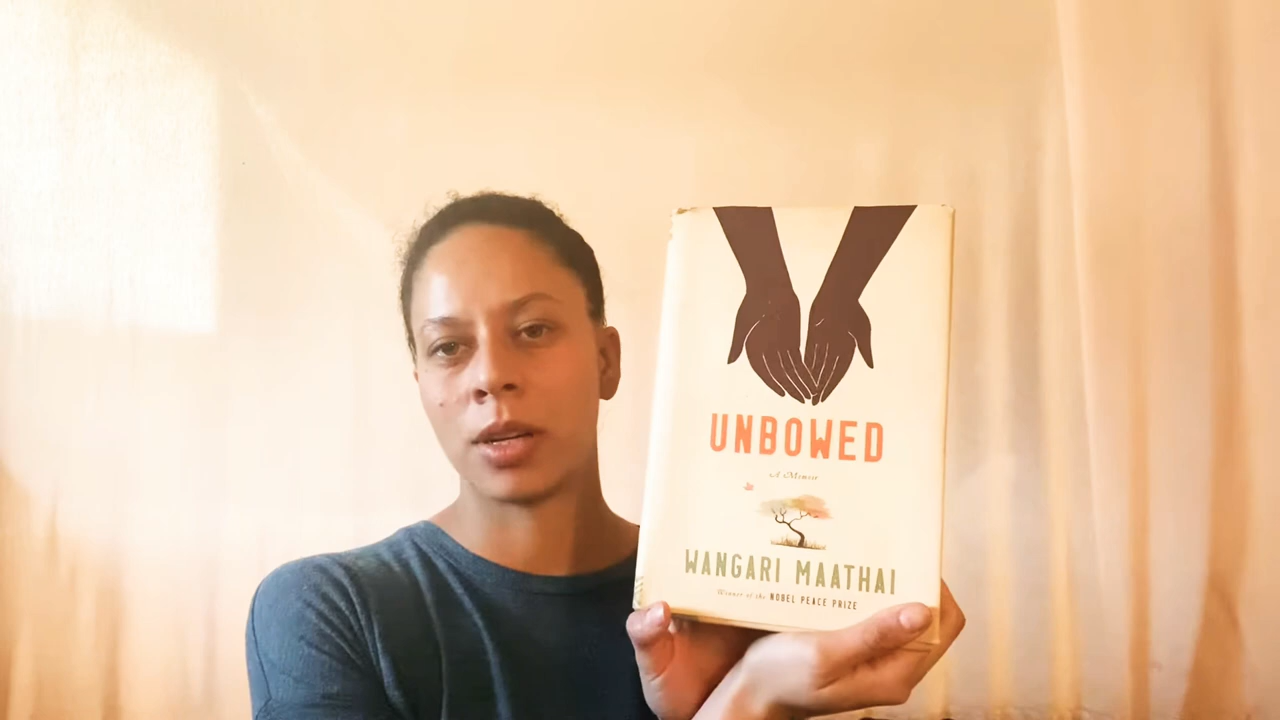 UNBOWED
A Memoir
WANGARI MAATHAI
Winner of the NOBEL PEACE PRIZE